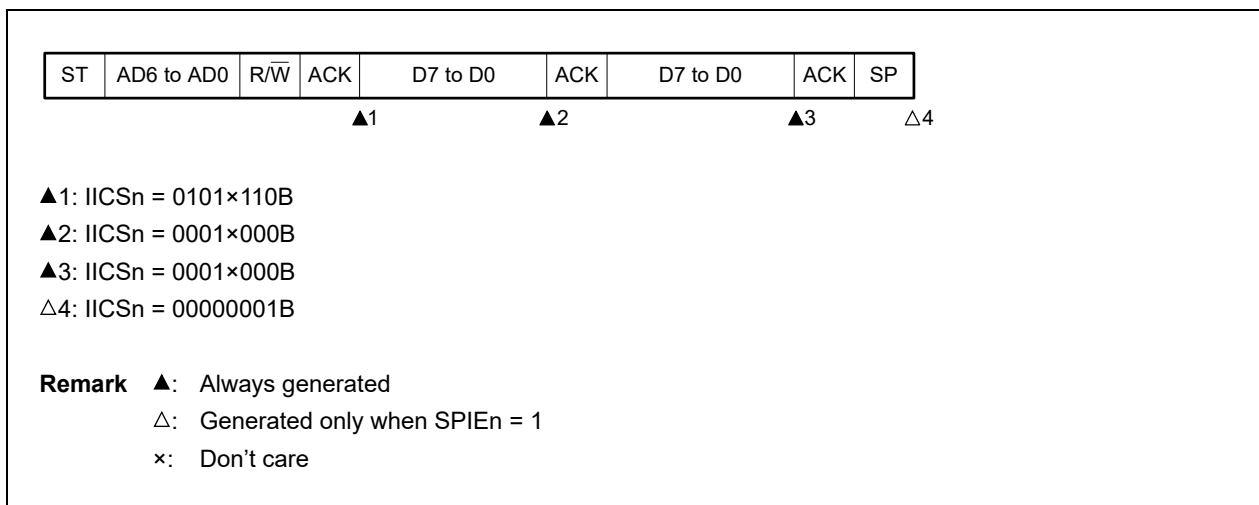 ST AD6 to AD0 R/W̅ ACK D7 to D0 ACK D7 to D0 ACK SP
▲1 ▲2 ▲3 △4
▲1: IICSn = 0101×110B
▲2: IICSn = 0001×000B
▲3: IICSn = 0001×000B
△4: IICSn = 00000001B
Remark ▲: Always generated
△: Generated only when SPIEn = 1
×: Don't care